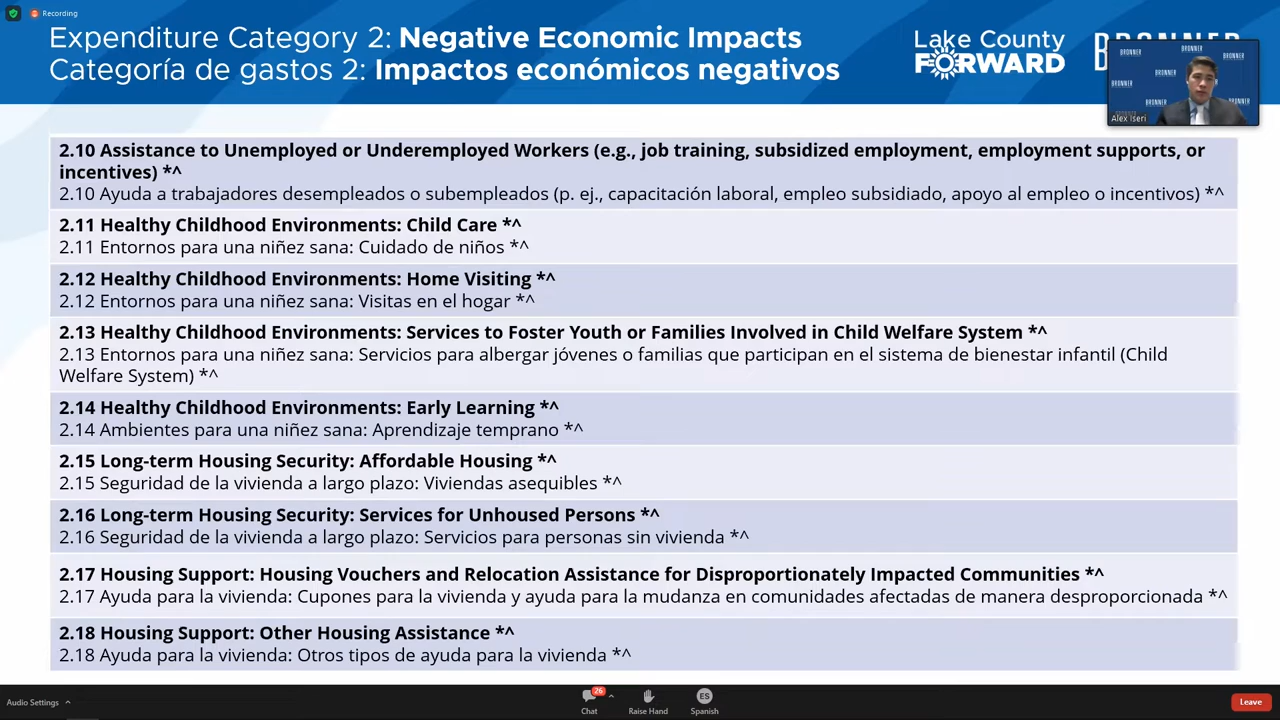 Recording
Expenditure Category 2: Negative Economic Impacts
Categoría de gastos 2: Impactos económicos negativos
Lake County
FORWARD
BRONNER
BRONNER
BRONNER
BRONNER
BRONNER
BRONNER
BRONNER
BRONNER
Alex Iseri
2.10 Assistance to Unemployed or Underemployed Workers (e.g., job training, subsidized employment, employment supports, or
incentives) *^
2.10 Ayuda a trabajadores desempleados o subempleados (p. ej., capacitación laboral, empleo subsidiado, apoyo al empleo o incentivos) *^
2.11 Healthy Childhood Environments: Child Care *^
2.11 Entornos para una niñez sana: Cuidado de niños *^
2.12 Healthy Childhood Environments: Home Visiting *^
2.12 Entornos para una niñez sana: Visitas en el hogar *^
2.13 Healthy Childhood Environments: Services to Foster Youth or Families Involved in Child Welfare System *^
2.13 Entornos para una niñez sana: Servicios para albergar jóvenes o familias que participan en el sistema de bienestar infantil (Child
Welfare System) *^
2.14 Healthy Childhood Environments: Early Learning *^
2.14 Ambientes para una niñez sana: Aprendizaje temprano *^
2.15 Long-term Housing Security: Affordable Housing *^
2.15 Seguridad de la vivienda a largo plazo: Viviendas asequibles *^
2.16 Long-term Housing Security: Services for Unhoused Persons *^
2.16 Seguridad de la vivienda a largo plazo: Servicios para personas sin vivienda *^
2.17 Housing Support: Housing Vouchers and Relocation Assistance for Disproportionately Impacted Communities *^
2.17 Ayuda para la vivienda: Cupones para la vivienda y ayuda para la mudanza en comunidades afectadas de manera desproporcionada *^
2.18 Housing Support: Other Housing Assistance *^
2.18 Ayuda para la vivienda: Otros tipos de ayuda para la vivienda *^
Audio Settings
26
Chat
Raise Hand
ES
Spanish
Leave